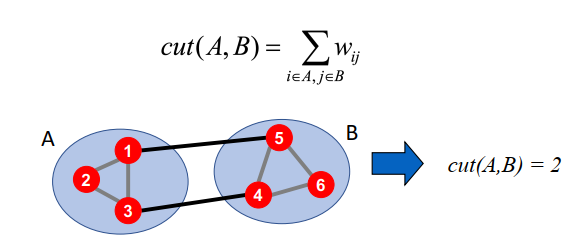 cut(A, B) = ∑ w_ij
i∈A, j∈B
A
B
1
5
2
6
3
4
cut(A,B) = 2